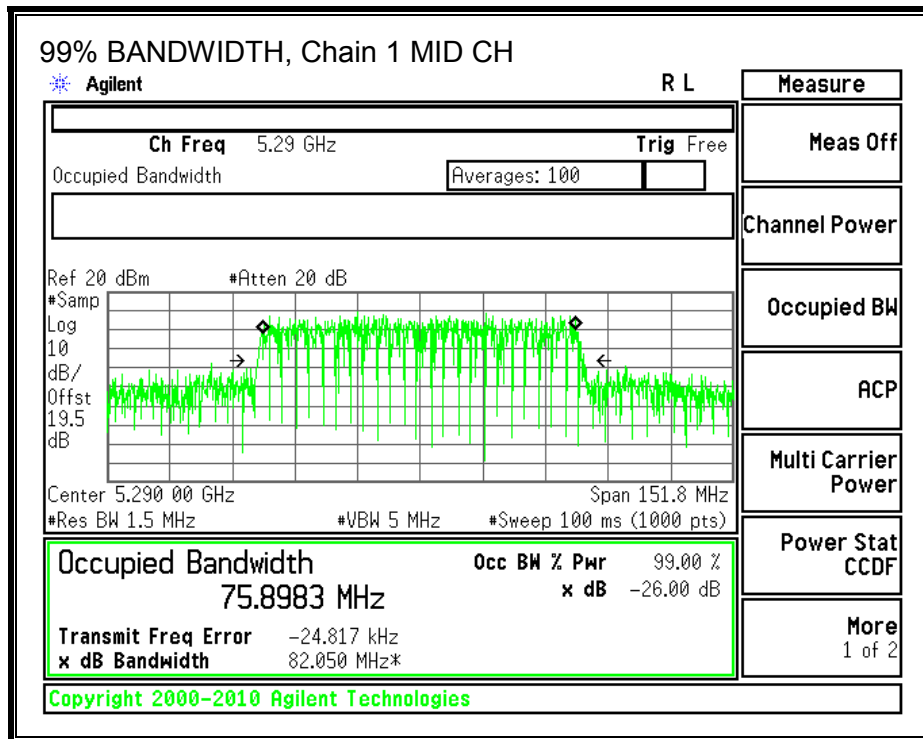 99% BANDWIDTH, Chain 1 MID CH
Agilent R L
Measure
Ch Freq 5.29 GHz Trig Free
Meas Off
Occupied Bandwidth Averages: 100
Channel Power
Ref 20 dBm #Atten 20 dB
#Samp
Log
10
dB/
Offst
19.5
dB
Occupied BW
ACP
Multi Carrier
Power
Center 5.290 00 GHz Span 151.8 MHz
#Res BW 1.5 MHz #VBW 5 MHz #Sweep 100 ms (1000 pts)
Power Stat
CCDF
Occupied Bandwidth Occ BW % Pwr 99.00 %
75.8983 MHz x dB -26.00 dB
Transmit Freq Error -24.817 kHz
x dB Bandwidth 82.050 MHz*
More
1 of 2
Copyright 2000-2010 Agilent Technologies